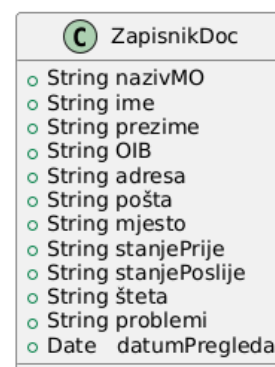 C ZapisnikDoc
String nazivMO
String ime
String prezime
String OIB
String adresa
String pošta
String mjesto
String stanjePrije
String stanjePoslije
String šteta
String problemi
Date datumPregleda